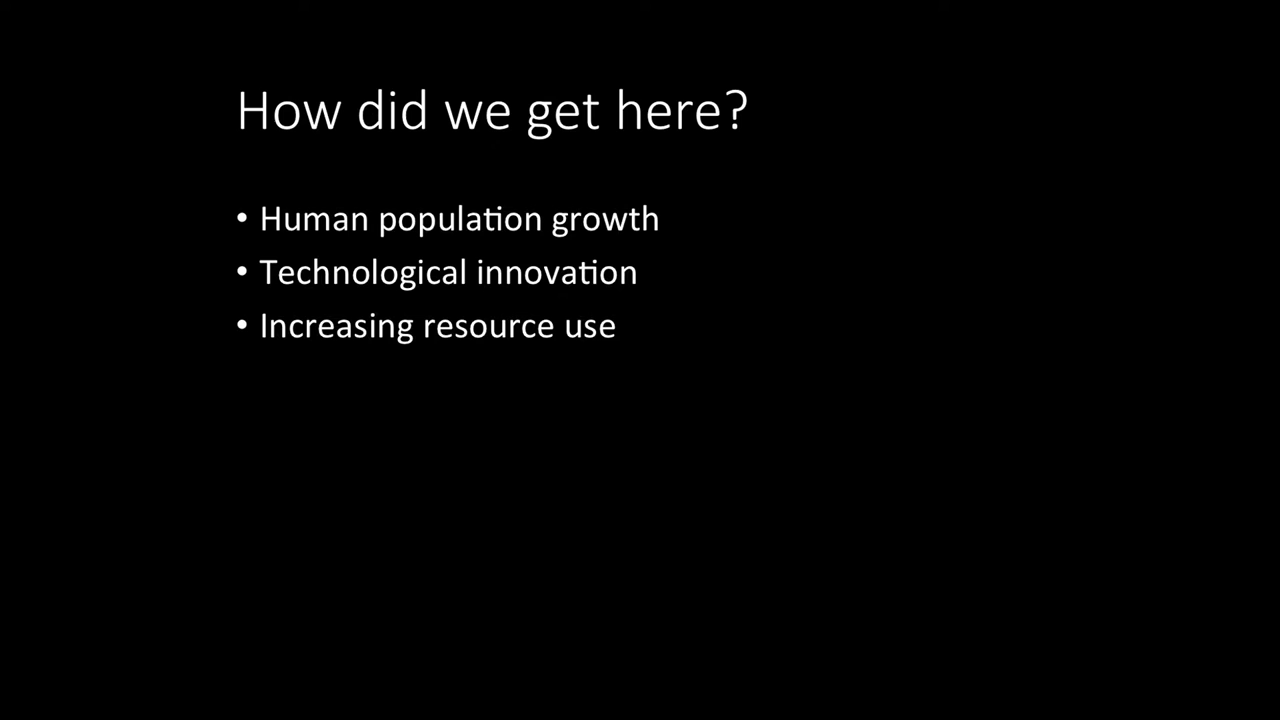 How did we get here?
• Human population growth
• Technological innovation
• Increasing resource use